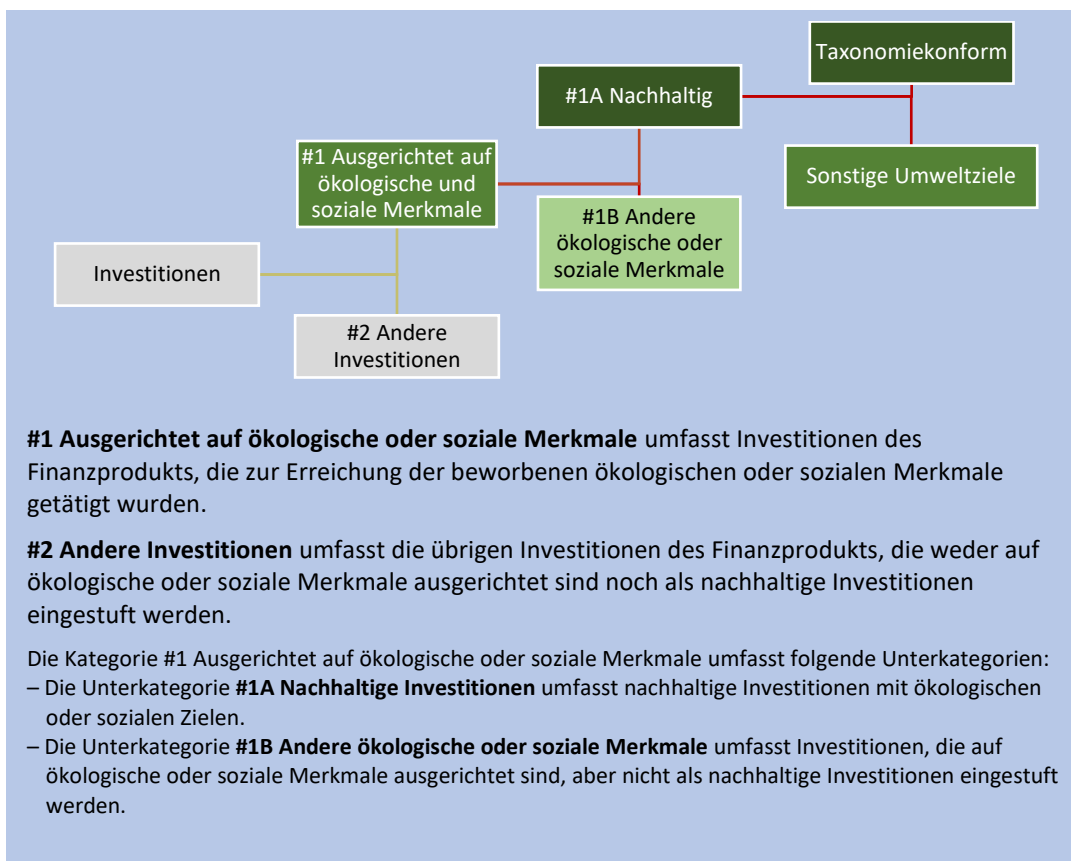 Taxonomiekonform
#1A Nachhaltig
#1 Ausgerichtet auf
ökologische und
soziale Merkmale
Sonstige Umweltziele
#1B Andere
ökologische oder
soziale Merkmale
Investitionen
#2 Andere
Investitionen
#1 Ausgerichtet auf ökologische oder soziale Merkmale umfasst Investitionen des
Finanzprodukts, die zur Erreichung der beworbenen ökologischen oder sozialen Merkmale
getätigt wurden.
#2 Andere Investitionen umfasst die übrigen Investitionen des Finanzprodukts, die weder auf
ökologische oder soziale Merkmale ausgerichtet sind noch als nachhaltige Investitionen
eingestuft werden.
Die Kategorie #1 Ausgerichtet auf ökologische oder soziale Merkmale umfasst folgende Unterkategorien:
– Die Unterkategorie #1A Nachhaltige Investitionen umfasst nachhaltige Investitionen mit ökologischen
oder sozialen Zielen.
– Die Unterkategorie #1B Andere ökologische oder soziale Merkmale umfasst Investitionen, die auf
ökologische oder soziale Merkmale ausgerichtet sind, aber nicht als nachhaltige Investitionen eingestuft
werden.